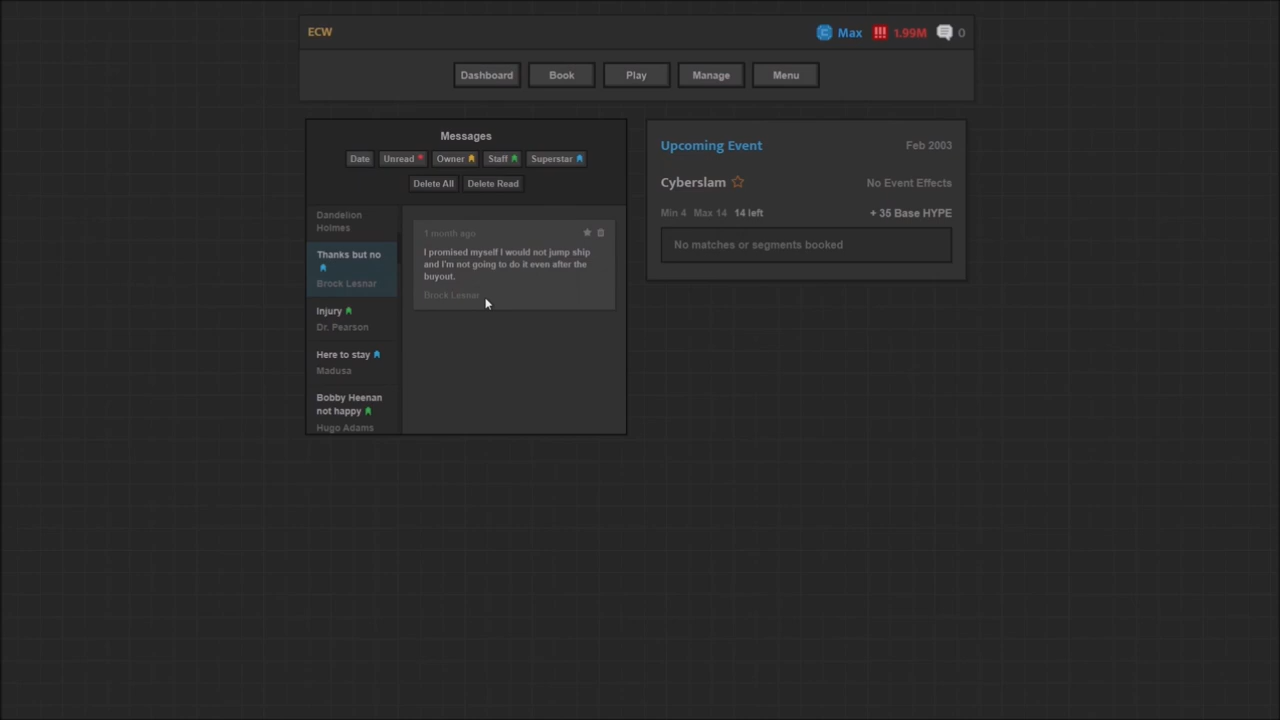 ECW
Max 1.99M 0
Dashboard Book Play Manage Menu
Messages
Date Unread * Owner Staff Superstar
Delete All Delete Read
Dandelion
Holmes
Thanks but no
Brock Lesnar
Injury
Dr. Pearson
Here to stay
Madusa
Bobby Heenan
not happy
Hugo Adams
1 month ago
I promised myself I would not jump ship
and I'm not going to do it even after the
buyout.
Brock Lesnar
Upcoming Event Feb 2003
Cyberslam No Event Effects
Min 4 Max 14 14 left + 35 Base HYPE
No matches or segments booked